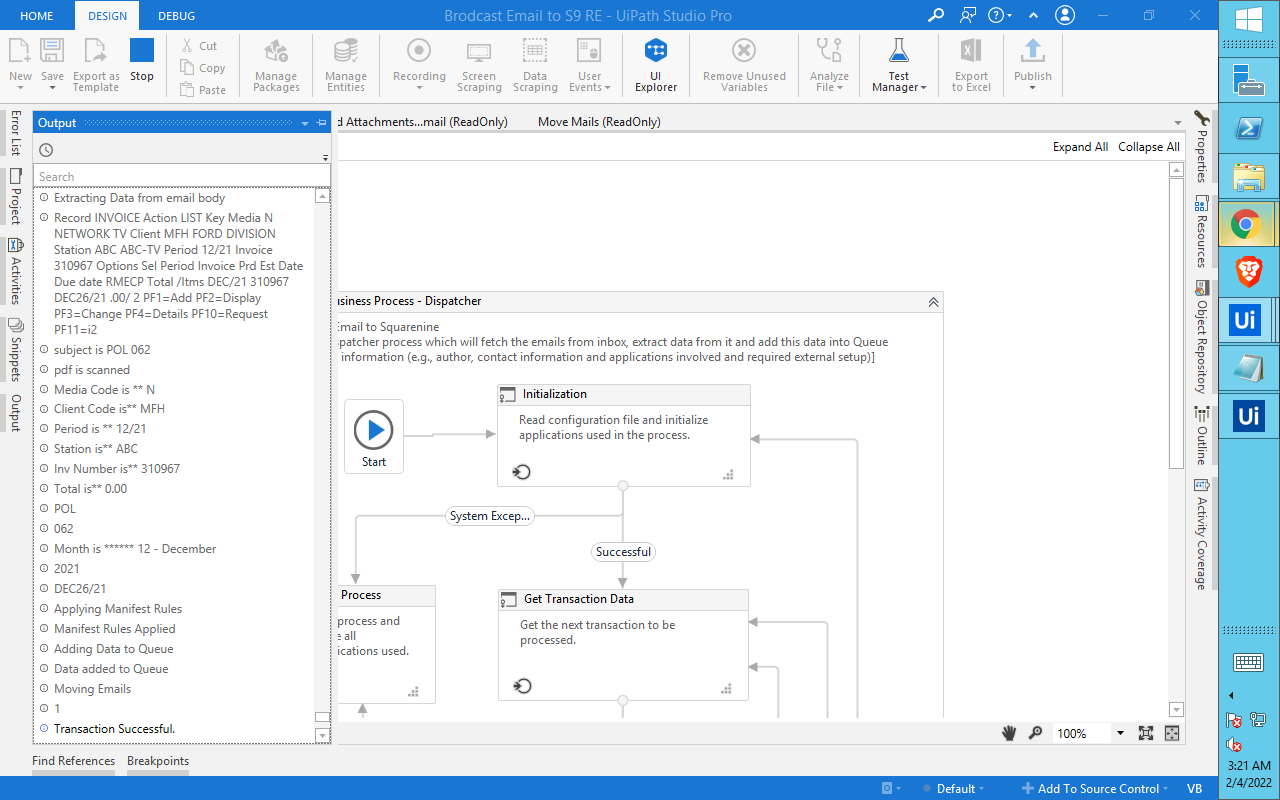 HOME
DESIGN
DEBUG
Brodcast Email to S9 RE - UiPath Studio Pro
New
Save
Export as
Template
Stop
Cut
Copy
Paste
Manage
Packages
Manage
Entities
Recording
Screen
Scraping
Data
Scraping
User
Events
UI
Explorer
Remove Unused
Variables
Analyze
File
Test
Manager
Export
to Excel
Publish
Error List
Project
Activities
Snippets
Output
Output
Search
Extracting Data from email body
Record INVOICE Action LIST Key Media N
NETWORK TV Client MFH FORD DIVISION
Station ABC ABC-TV Period 12/21 Invoice
310967 Options Sel Period Invoice Prd Est Date
Due date RMECP Total /Itms DEC/21 310967
DEC26/21 .00/ 2 PF1=Add PF2=Display
PF3=Change PF4=Details PF10=Request
PF11=i2
subject is POL 062
pdf is scanned
Media Code is ** N
Client Code is** MFH
Period is ** 12/21
Station is** ABC
Inv Number is** 310967
Total is** 0.00
POL
062
Month is ****** 12 - December
2021
DEC26/21
Applying Manifest Rules
Manifest Rules Applied
Adding Data to Queue
Data added to Queue
Moving Emails
1
Transaction Successful.
d Attachments...mail (ReadOnly)
Move Mails (ReadOnly)
Expand All
Collapse All
usiness Process - Dispatcher
Email to Squarenine
spatcher process which will fetch the emails from inbox, extract data from it and add this data into Queue
information (e.g., author, contact information and applications involved and required external setup)]
Start
Initialization
Read configuration file and initialize
applications used in the process.
System Excep...
Successful
Process
process and
e all
ications used.
Get Transaction Data
Get the next transaction to be
processed.
100%
Properties
Resources
Object Repository
Outline
Activity Coverage
Find References
Breakpoints
Default
Add To Source Control
VB
Ui
Ui
3:21 AM
2/4/2022